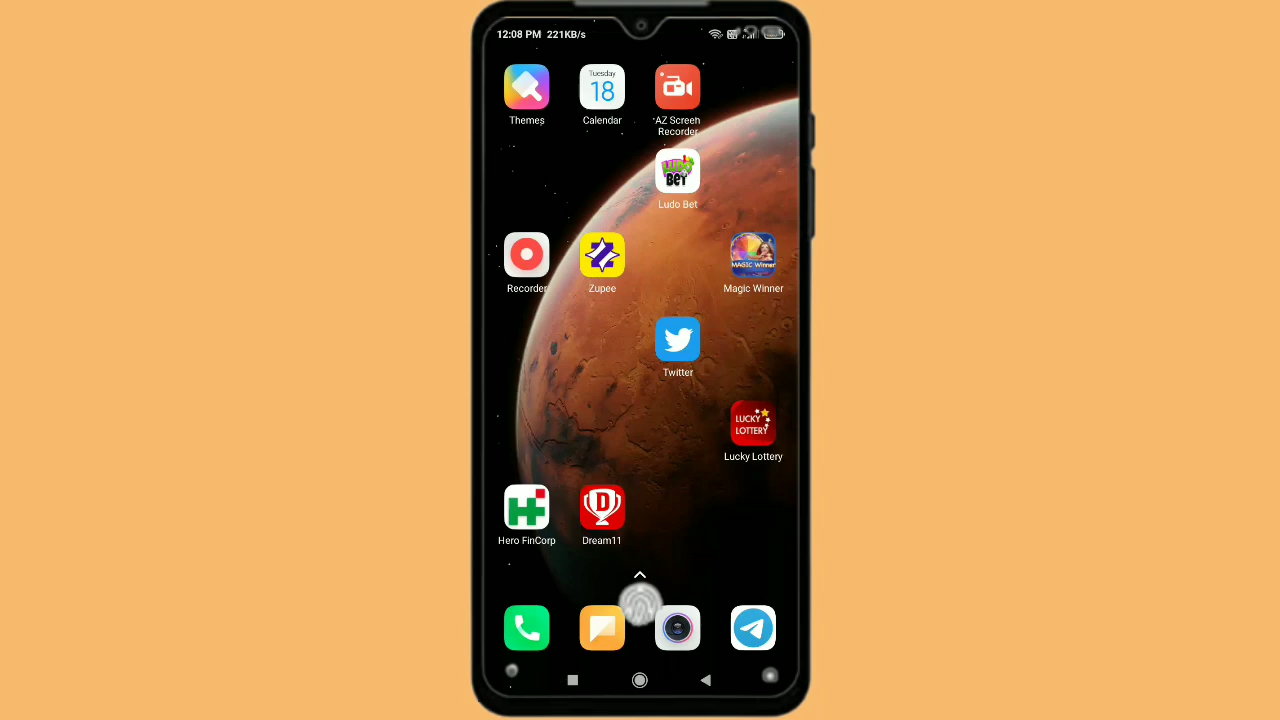 12:08 PM 221KB/s
Tuesday
18
Themes
Calendar
AZ Screen
Recorder
LUDO
BET
Ludo Bet
MAGIC Winner
Recorder
Zupee
Magic Winner
Twitter
LUCKY
LOTTERY
Lucky Lottery
D
Hero FinCorp
Dream11